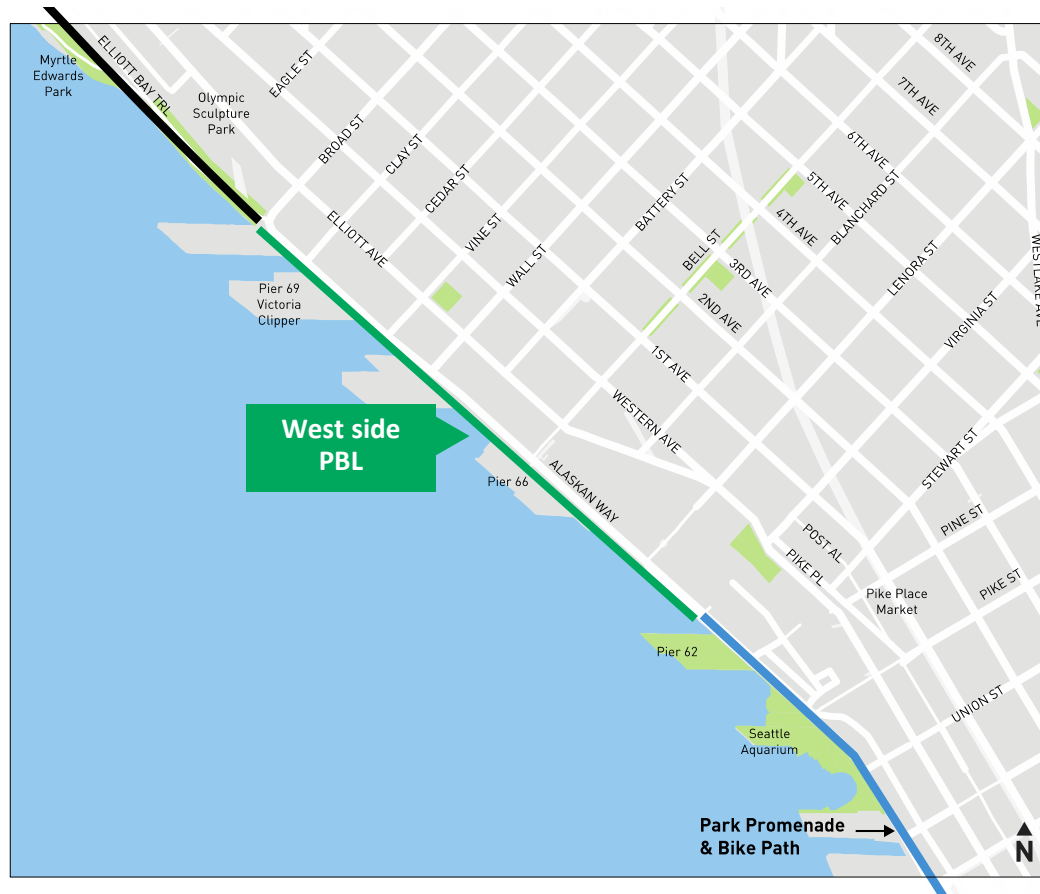 Myrtle
Edwards
Park
ELLIOTT BAY TRL
Olympic
Sculpture
Park
EAGLE ST
BROAD ST
CLAY ST
CEDAR ST
VINE ST
WALL ST
ELLIOTT AVE
BATTERY ST
BELL ST
8TH AVE
7TH AVE
6TH AVE
5TH AVE
4TH AVE
3RD AVE
2ND AVE
1ST AVE
BLANCHARD ST
LENORA ST
VIRGINIA ST
WESTLAKE AVE
WESTERN AVE
STEWART ST
Pier 69
Victoria
Clipper
West side
PBL
Pier 66
ALASKAN WAY
POST AL
PIKE PL
PINE ST
PIKE ST
Pike Place
Market
Pier 62
UNION ST
Seattle
Aquarium
Park Promenade
& Bike Path
N